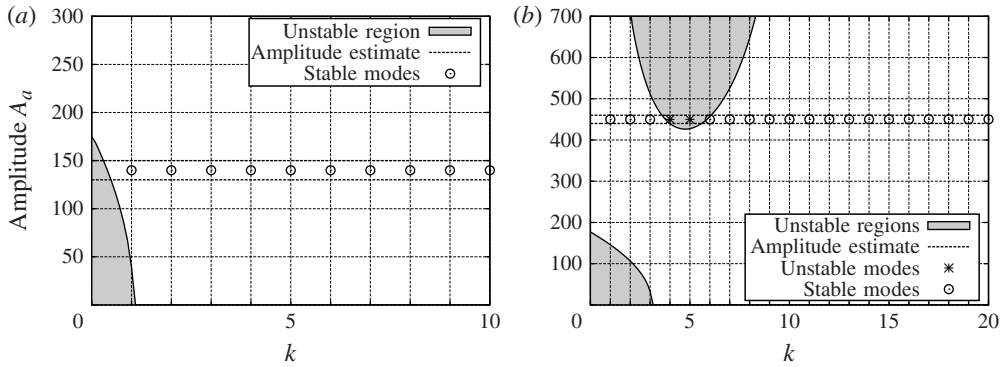 (a)
300
250
200
150
100
50
0
5
10
k
Amplitude A_a
Unstable region
Amplitude estimate
Stable modes
(b)
700
600
500
400
300
200
100
0
5
10
15
20
k
Unstable regions
Amplitude estimate
Unstable modes
Stable modes